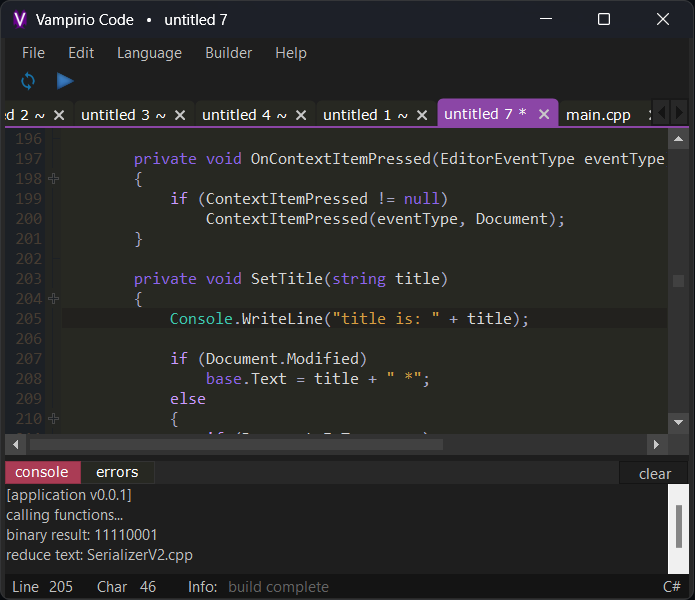 V Vampirio Code • untitled 7
File Edit Language Builder Help
d 2 ~ × untitled 3 ~ × untitled 4 ~ × untitled 1 ~ × untitled 7 * × main.cpp
196
197 private void OnContextItemPressed(EditorEventType eventType
198 {
199 if (ContextItemPressed != null)
200 ContextItemPressed(eventType, Document);
201 }
202
203 private void SetTitle(string title)
204 {
205 Console.WriteLine("title is: " + title);
206
207 if (Document.Modified)
208 base.Text = title + " *";
209 else
210 {
console errors clear
[application v0.0.1]
calling functions...
binary result: 11110001
reduce text: SerializerV2.cpp
Line 205 Char 46 Info: build complete C#